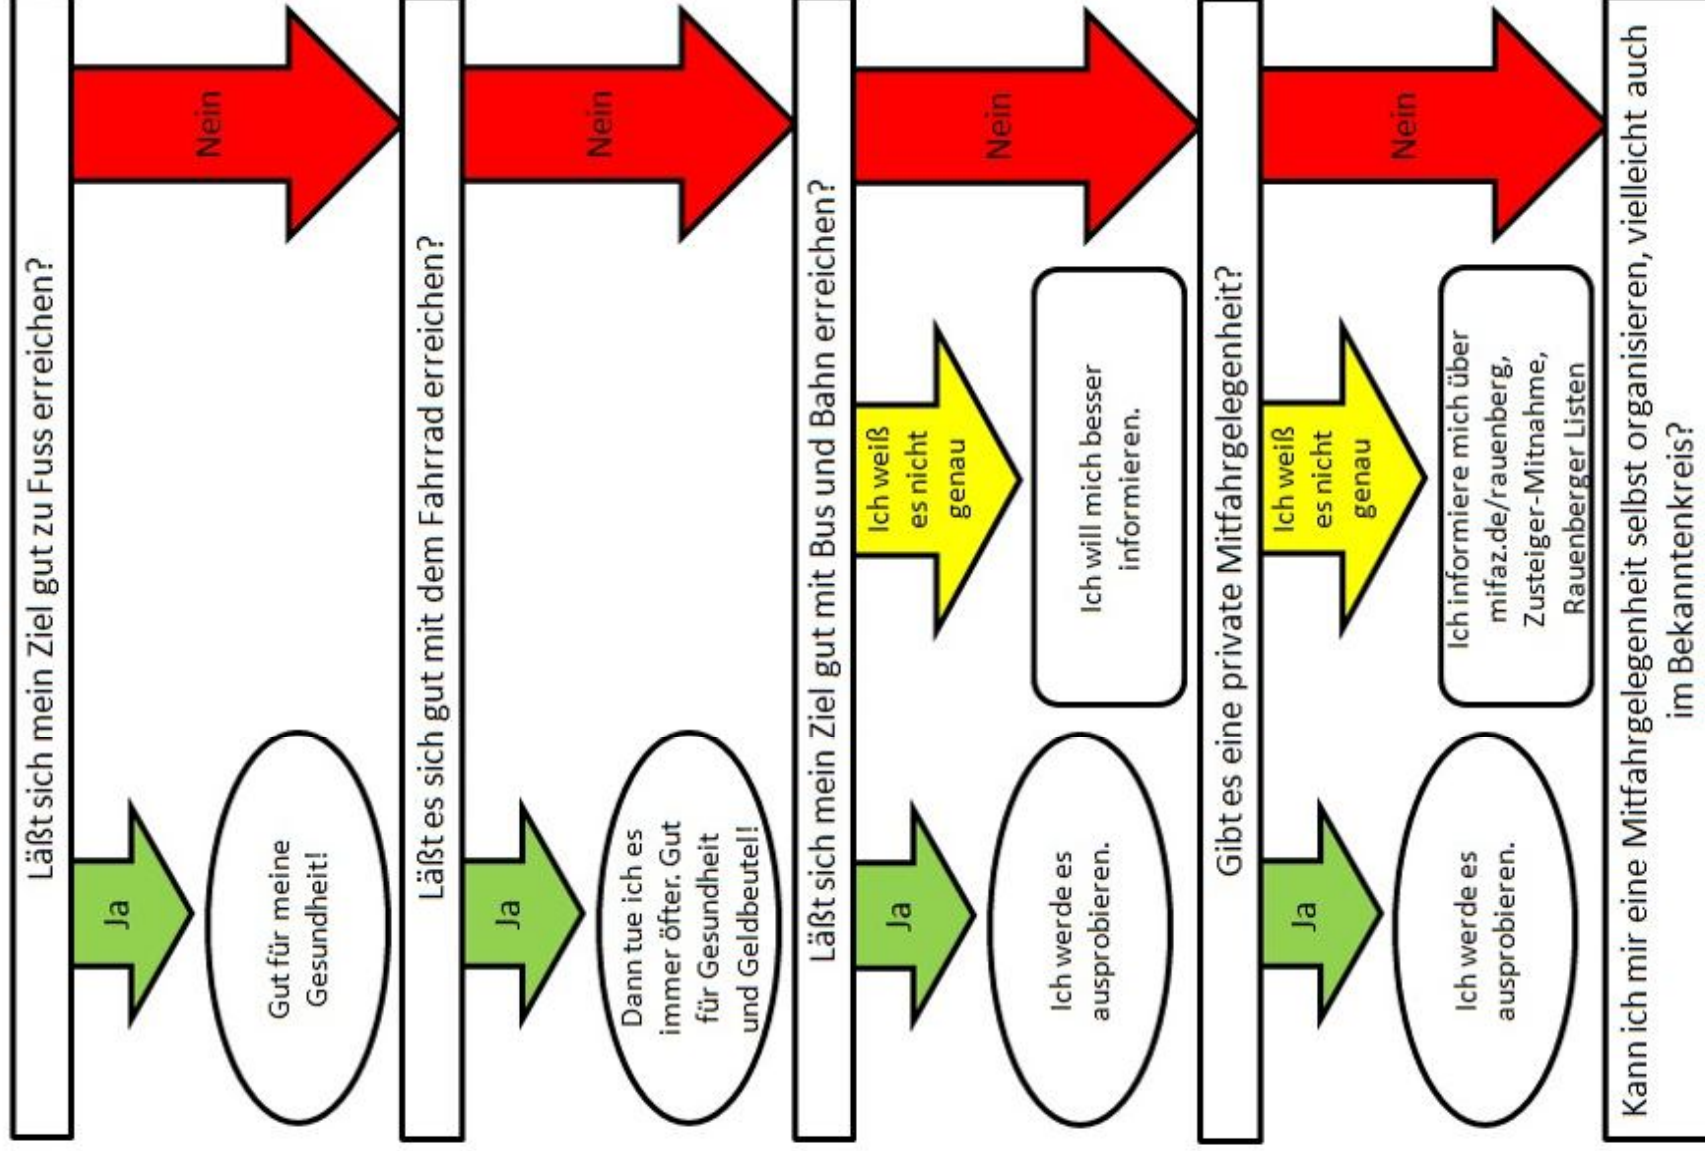 Läßt sich mein Ziel gut zu Fuss erreichen?
Ja
Nein
Gut für meine
Gesundheit!
Läßt es sich gut mit dem Fahrrad erreichen?
Ja
Nein
Dann tue ich es
immer öfter. Gut
für Gesundheit
und Geldbeutel!
Läßt sich mein Ziel gut mit Bus und Bahn erreichen?
Ja
Ich weiß
es nicht
genau
Nein
Ich werde es
ausprobieren.
Ich will mich besser
informieren.
Gibt es eine private Mitfahrgelegenheit?
Ja
Ich weiß
es nicht
genau
Nein
Ich werde es
ausprobieren.
Ich informiere mich über
mifaz.de/rauenberg,
Zusteiger-Mitnahme,
Rauenberger Listen
Kann ich mir eine Mitfahrgelegenheit selbst organisieren, vielleicht auch
im Bekanntenkreis?